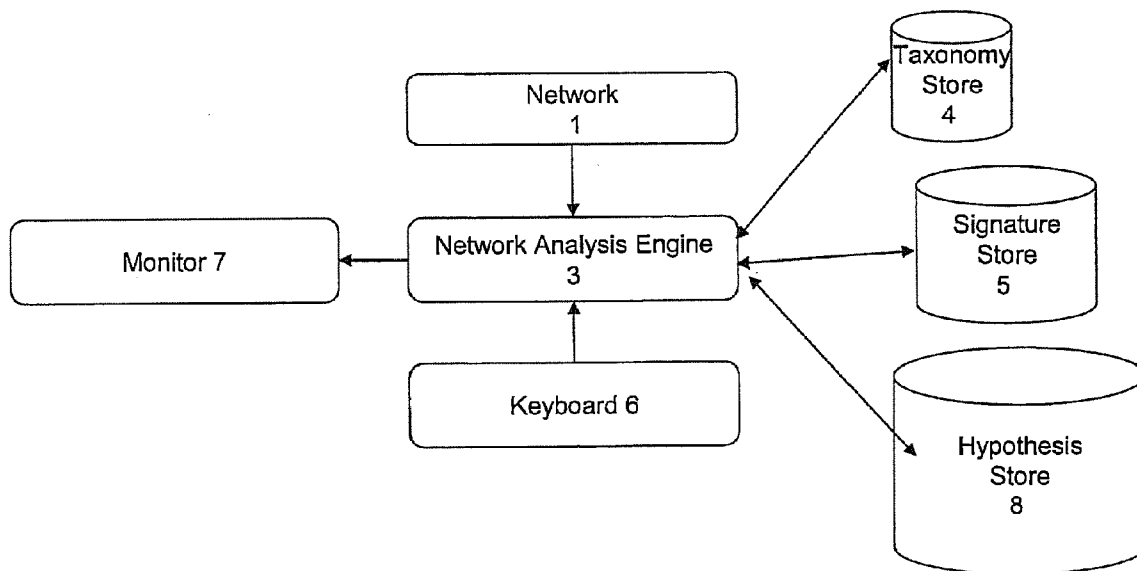 Taxonomy
Store
4
Network
1
Signature
Store
5
Network Analysis Engine
3
Monitor 7
Keyboard 6
Hypothesis
Store
8